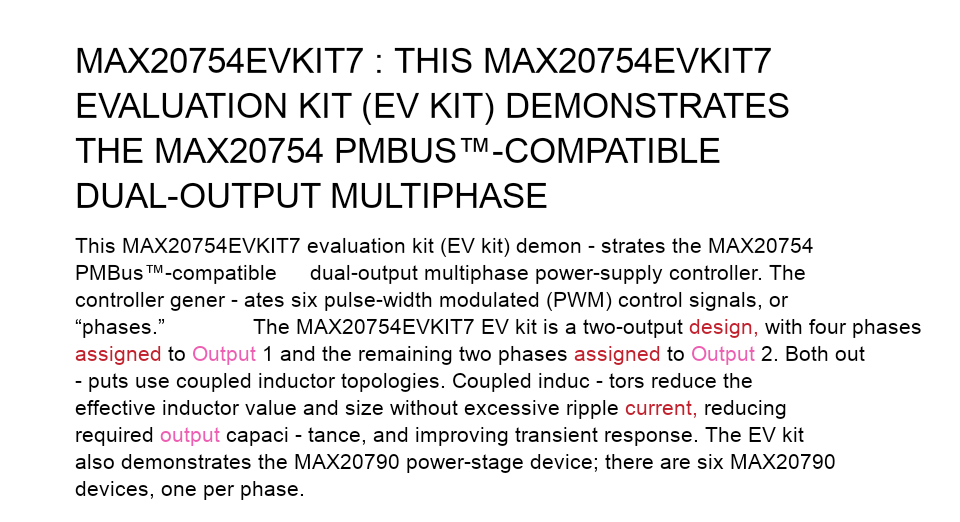 MAX20754EVKIT7 : THIS MAX20754EVKIT7
EVALUATION KIT (EV KIT) DEMONSTRATES
THE MAX20754 PMBUS™-COMPATIBLE
DUAL-OUTPUT MULTIPHASE
This MAX20754EVKIT7 evaluation kit (EV kit) demon - strates the MAX20754
PMBus™-compatible dual-output multiphase power-supply controller. The
controller gener - ates six pulse-width modulated (PWM) control signals, or
“phases.” The MAX20754EVKIT7 EV kit is a two-output design, with four phases
assigned to Output 1 and the remaining two phases assigned to Output 2. Both out
- puts use coupled inductor topologies. Coupled induc - tors reduce the
effective inductor value and size without excessive ripple current, reducing
required output capaci - tance, and improving transient response. The EV kit
also demonstrates the MAX20790 power-stage device; there are six MAX20790
devices, one per phase.